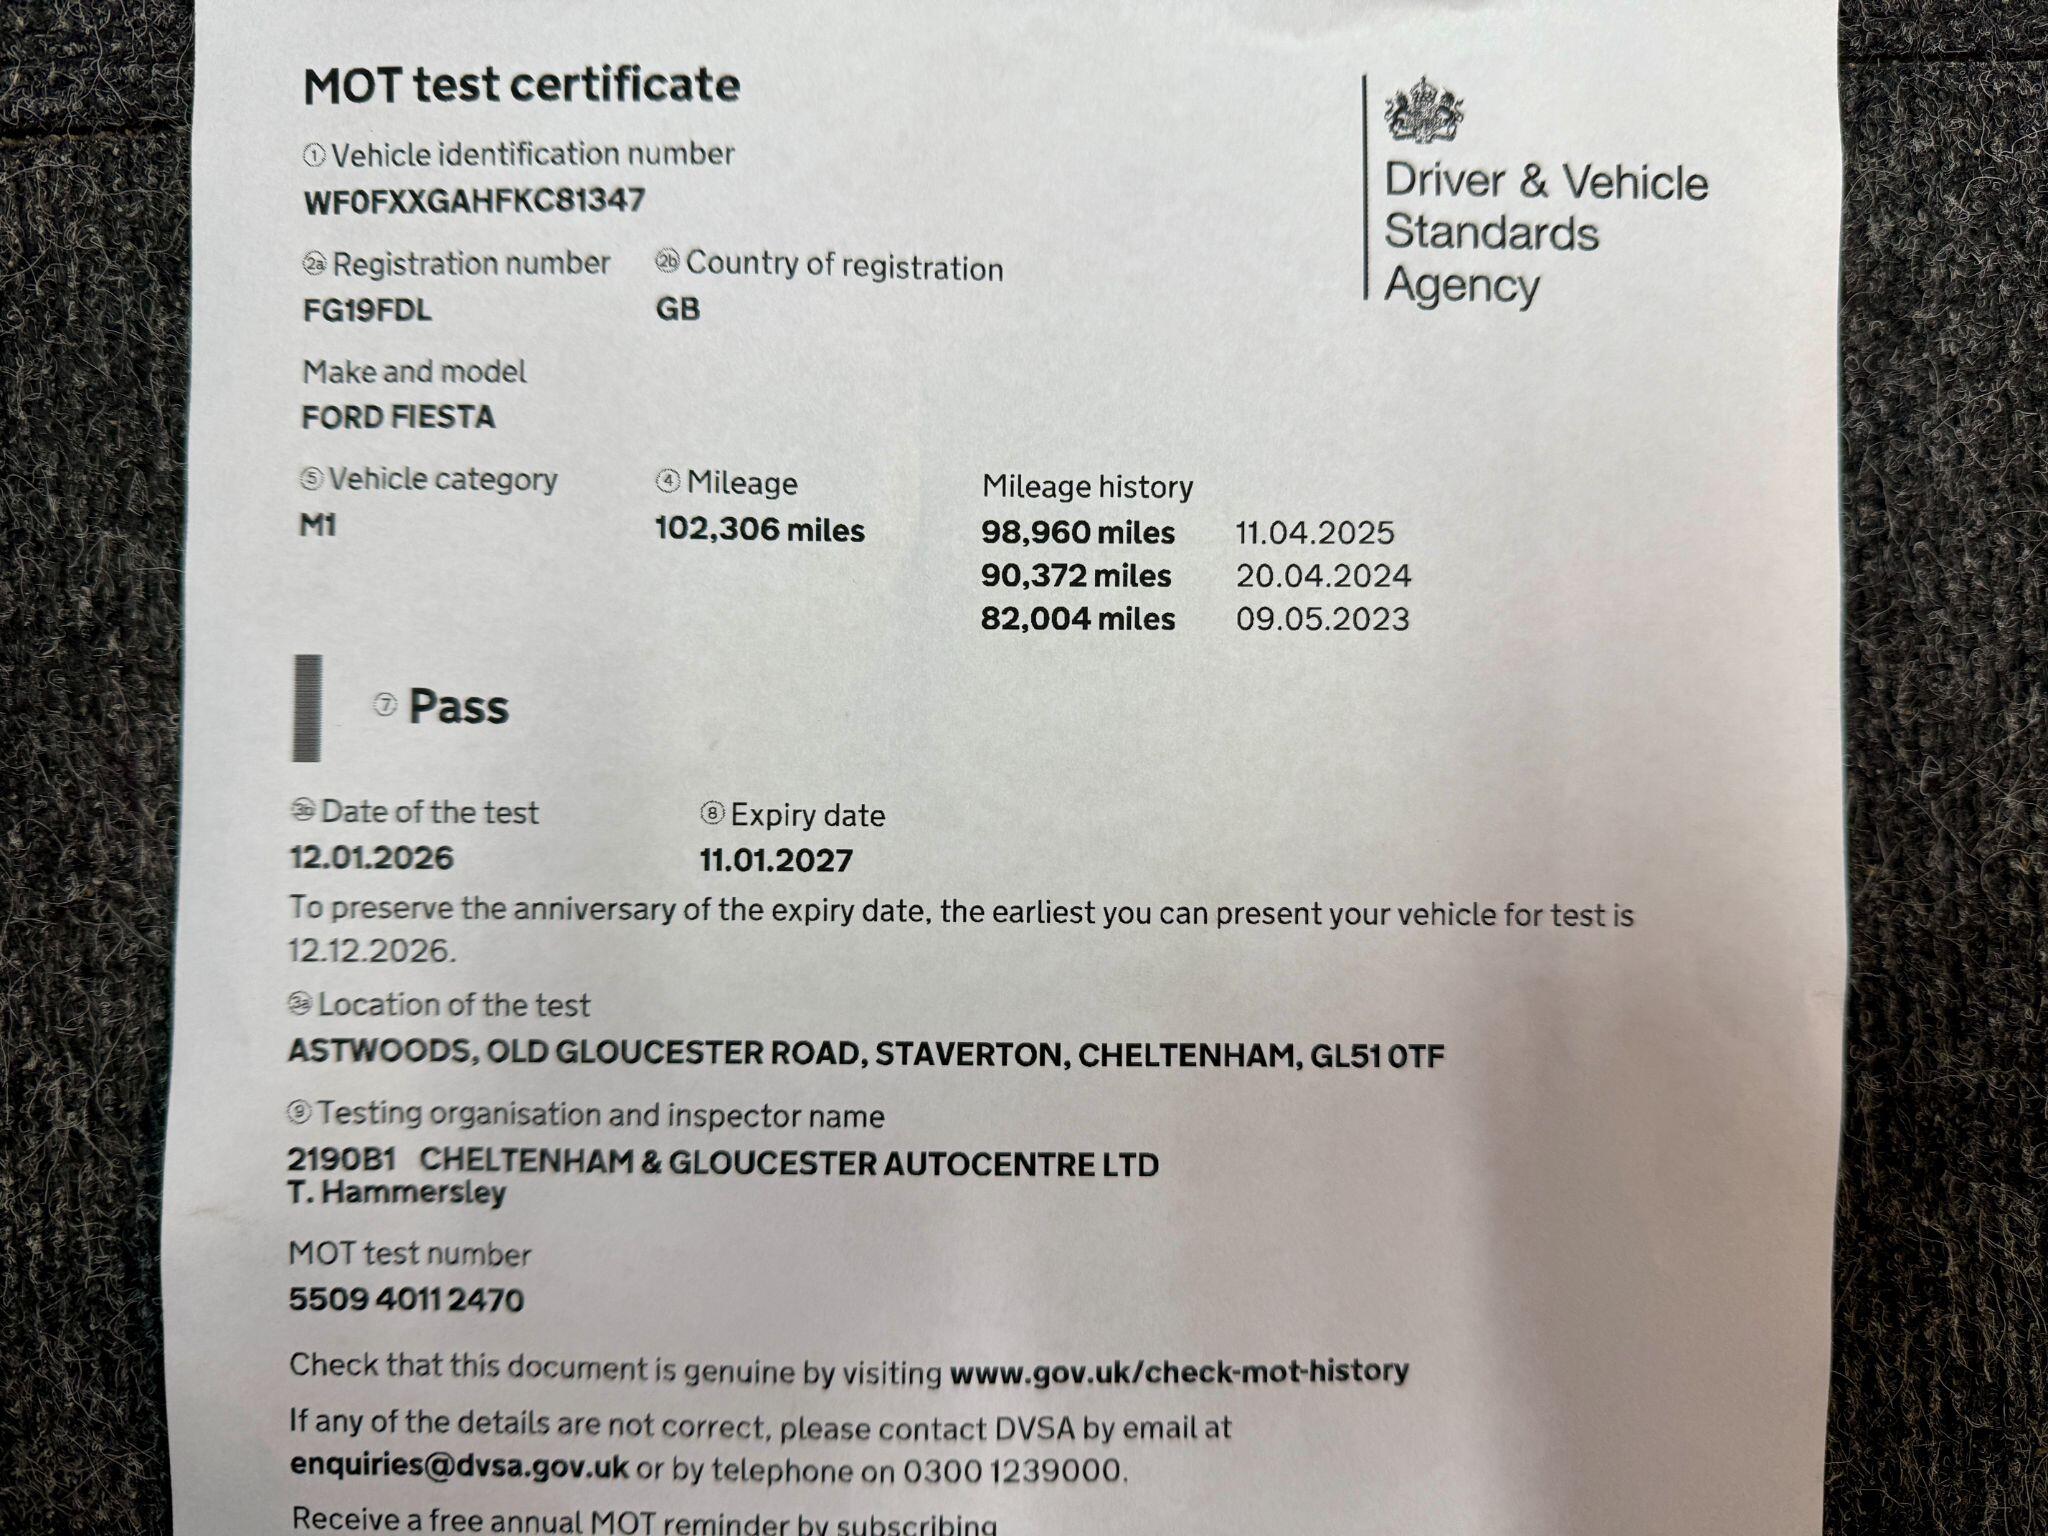 MOT test certificate
Driver & Vehicle
Standards
Agency
1 Vehicle identification number
WF0FXXGAHFKC81347
2a Registration number 2b Country of registration
FG19FDL GB
Make and model
FORD FIESTA
5 Vehicle category 4 Mileage Mileage history
M1 102,306 miles 98,960 miles 11.04.2025
90,372 miles 20.04.2024
82,004 miles 09.05.2023
7 Pass
3b Date of the test 8 Expiry date
12.01.2026 11.01.2027
To preserve the anniversary of the expiry date, the earliest you can present your vehicle for test is
12.12.2026.
3a Location of the test
ASTWOODS, OLD GLOUCESTER ROAD, STAVERTON, CHELTENHAM, GL51 0TF
9 Testing organisation and inspector name
2190B1 CHELTENHAM & GLOUCESTER AUTOCENTRE LTD
T. Hammersley
MOT test number
5509 4011 2470
Check that this document is genuine by visiting www.gov.uk/check-mot-history
If any of the details are not correct, please contact DVSA by email at
enquiries@dvsa.gov.uk or by telephone on 0300 1239000.
Receive a free annual MOT reminder by subscribing